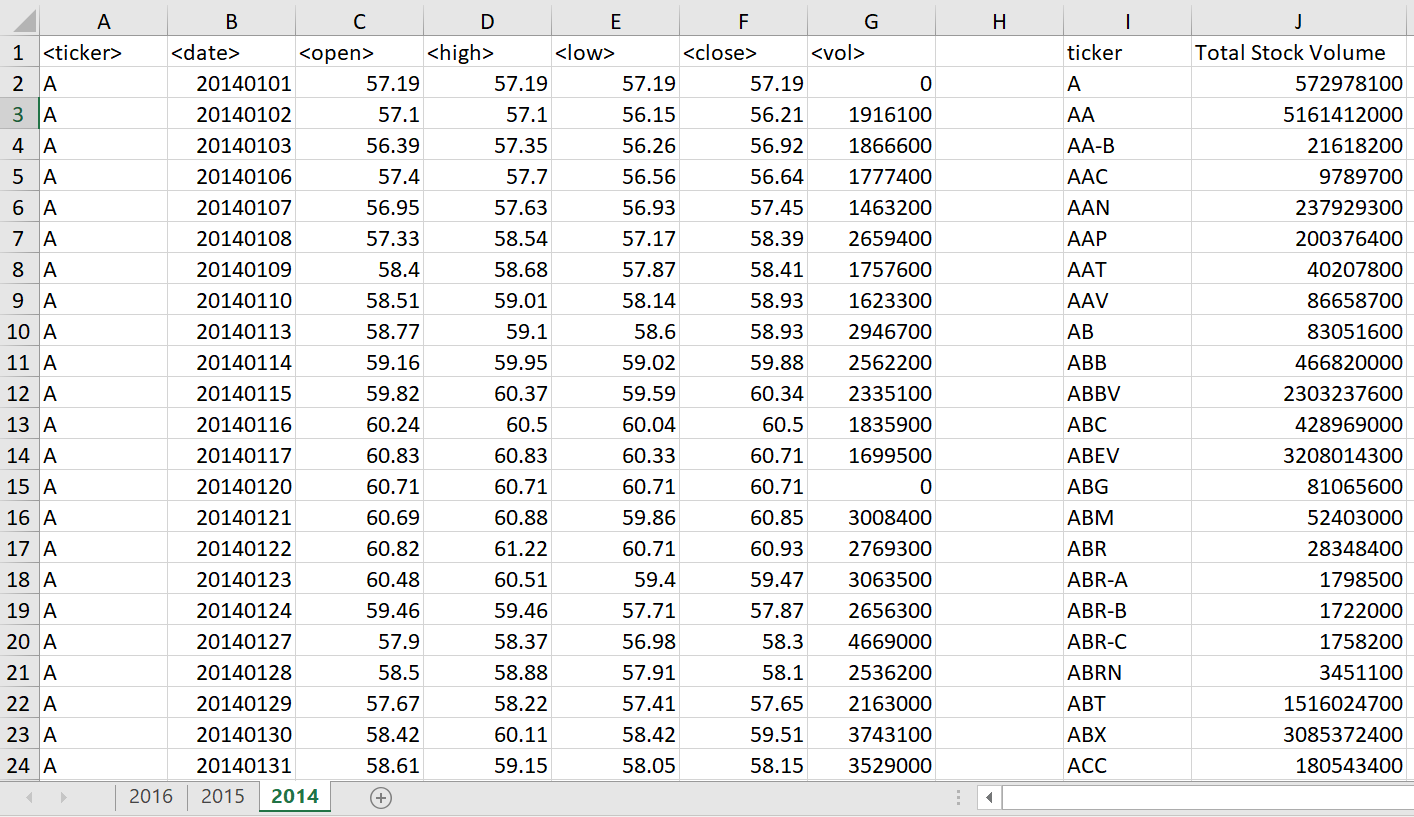 A B C D E F G H I J
1 <ticker> <date> <open> <high> <low> <close> <vol> ticker Total Stock Volume
2 A 20140101 57.19 57.19 57.19 57.19 0 A 572978100
3 A 20140102 57.1 57.1 56.15 56.21 1916100 AA 5161412000
4 A 20140103 56.39 57.35 56.26 56.92 1866600 AA-B 21618200
5 A 20140106 57.4 57.7 56.56 56.64 1777400 AAC 9789700
6 A 20140107 56.95 57.63 56.93 57.45 1463200 AAN 237929300
7 A 20140108 57.33 58.54 57.17 58.39 2659400 AAP 200376400
8 A 20140109 58.4 58.68 57.87 58.41 1757600 AAT 40207800
9 A 20140110 58.51 59.01 58.14 58.93 1623300 AAV 86658700
10 A 20140113 58.77 59.1 58.6 58.93 2946700 AB 83051600
11 A 20140114 59.16 59.95 59.02 59.88 2562200 ABB 466820000
12 A 20140115 59.82 60.37 59.59 60.34 2335100 ABBV 2303237600
13 A 20140116 60.24 60.5 60.04 60.5 1835900 ABC 428969000
14 A 20140117 60.83 60.83 60.33 60.71 1699500 ABEV 3208014300
15 A 20140120 60.71 60.71 60.71 60.71 0 ABG 81065600
16 A 20140121 60.69 60.88 59.86 60.85 3008400 ABM 52403000
17 A 20140122 60.82 61.22 60.71 60.93 2769300 ABR 28348400
18 A 20140123 60.48 60.51 59.4 59.47 3063500 ABR-A 1798500
19 A 20140124 59.46 59.46 57.71 57.87 2656300 ABR-B 1722000
20 A 20140127 57.9 58.37 56.98 58.3 4669000 ABR-C 1758200
21 A 20140128 58.5 58.88 57.91 58.1 2536200 ABRN 3451100
22 A 20140129 57.67 58.22 57.41 57.65 2163000 ABT 1516024700
23 A 20140130 58.42 60.11 58.42 59.51 3743100 ABX 3085372400
24 A 20140131 58.61 59.15 58.05 58.15 3529000 ACC 180543400
2016 2015 2014